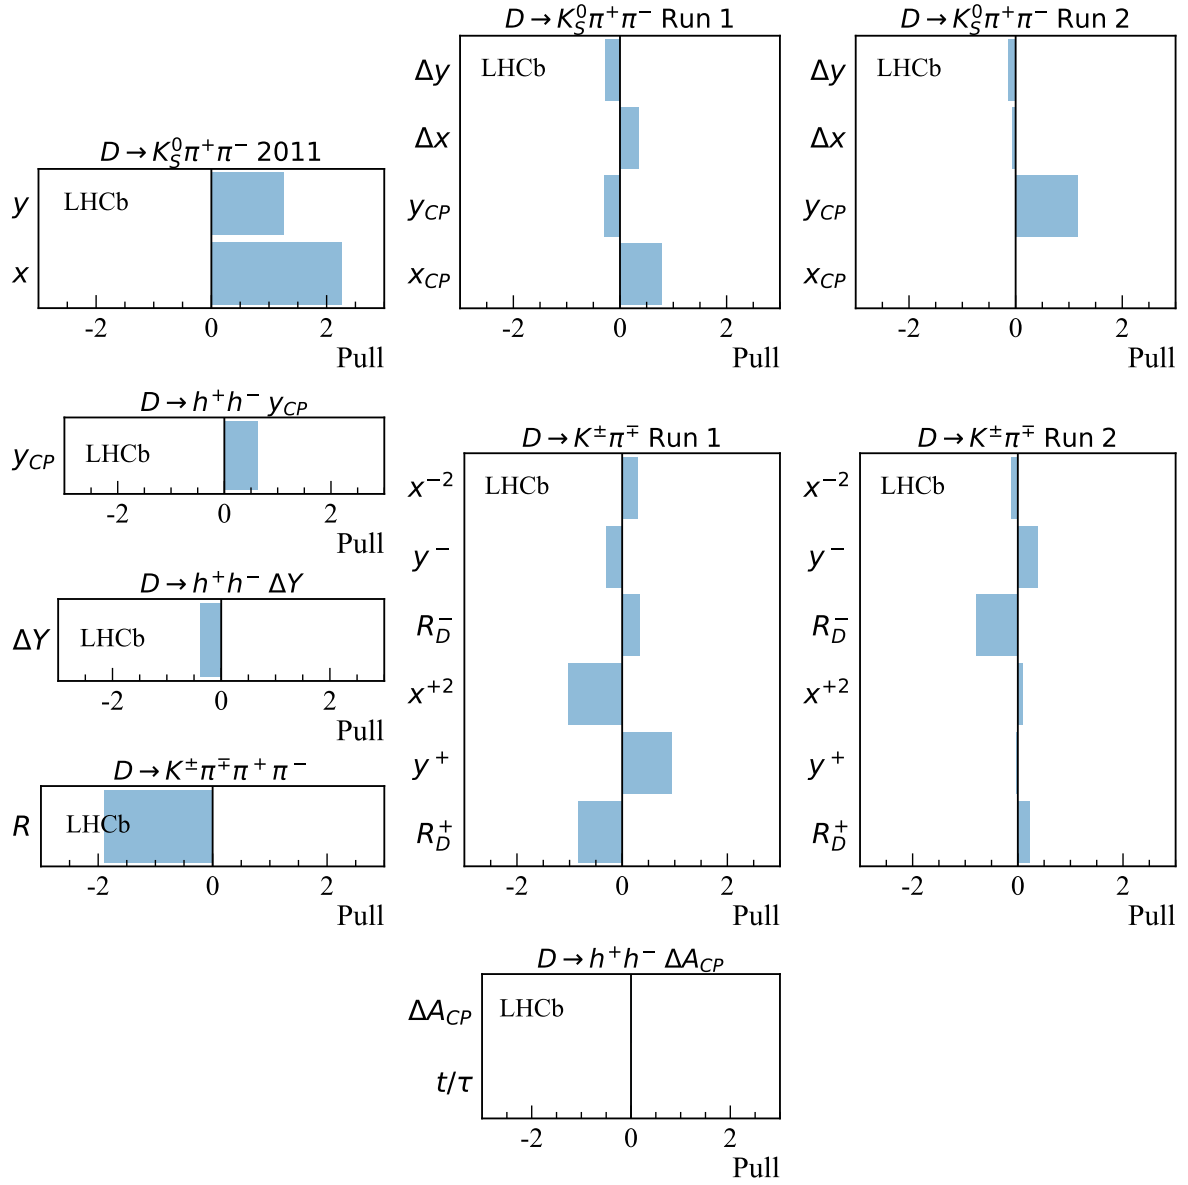 D → K_S^0 π^+ π^- 2011
LHCb
y
x
-2 0 2
Pull
D → K_S^0 π^+ π^- Run 1
LHCb
Δy
Δx
y_CP
x_CP
-2 0 2
Pull
D → K_S^0 π^+ π^- Run 2
LHCb
Δy
Δx
y_CP
x_CP
-2 0 2
Pull
D → h^+ h^- y_CP
LHCb
y_CP
-2 0 2
Pull
D → h^+ h^- ΔY
LHCb
ΔY
-2 0 2
Pull
D → K^± π^∓ π^+ π^-
LHCb
R
-2 0 2
Pull
D → K^± π^∓ Run 1
LHCb
x^-2
y^-
R_D^-
x^+2
y^+
R_D^+
-2 0 2
Pull
D → K^± π^∓ Run 2
LHCb
x^-2
y^-
R_D^-
x^+2
y^+
R_D^+
-2 0 2
Pull
D → h^+ h^- ΔA_CP
LHCb
ΔA_CP
t/τ
-2 0 2
Pull